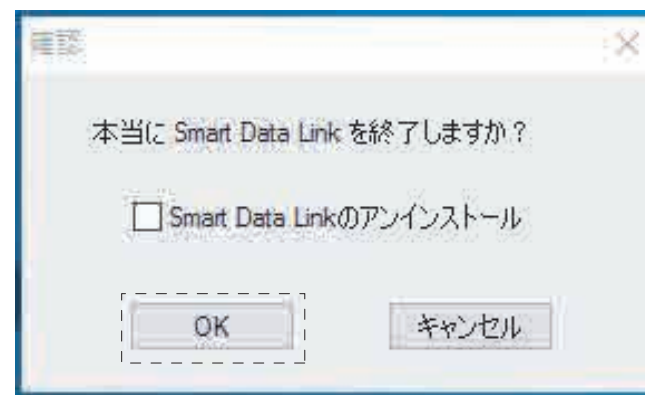 確認
本当に Smart Data Link を終了しますか？
Smart Data Linkのアンインストール
OK
キャンセル